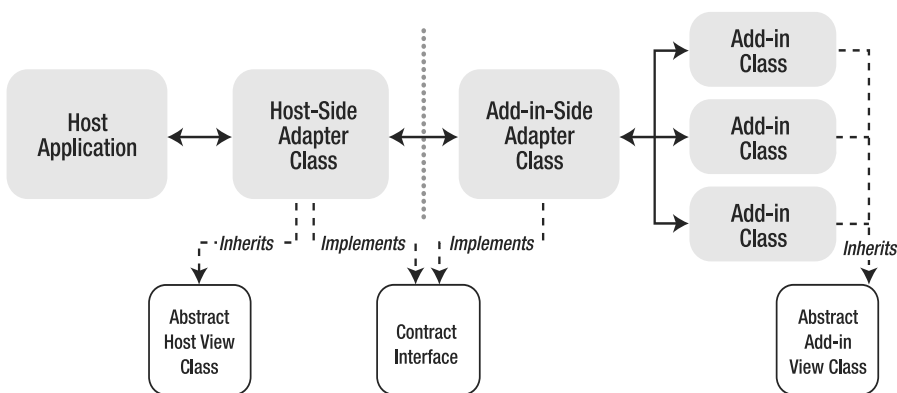 Host
Application
Host-Side
Adapter
Class
Add-in-Side
Adapter
Class
Add-in
Class
Add-in
Class
Add-in
Class
Inherits
Implements
Implements
Inherits
Abstract
Host View
Class
Contract
Interface
Abstract
Add-in
View Class